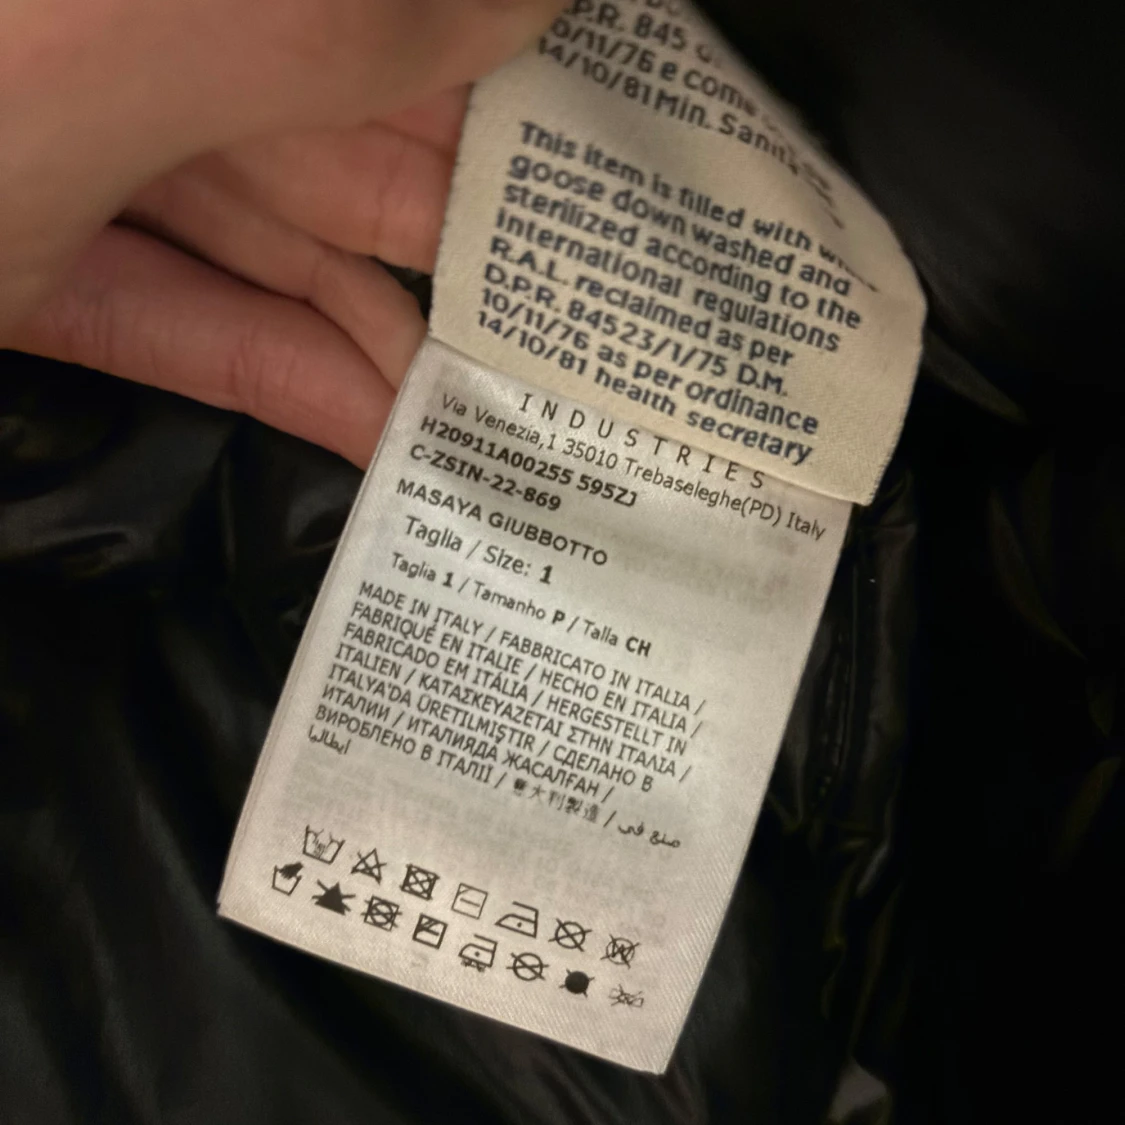 P.R. 845
0/11/76 e come
14/10/81 Min. Sanità
This item is filled with
goose down washed and
sterilized according to the
international regulations
R.A.L. reclaimed as per
D.P.R. 84523/1/75 D.M.
10/11/76 as per ordinance
14/10/81 health secretary
INDUSTRIES
Via Venezia,1 35010 Trebaseleghe(PD) Italy
H20911A00255 595ZJ
C-ZSIN-22-869
MASAYA GIUBBOTTO
Taglia / Size: 1
Taglia 1 / Tamanho P / Talla CH
MADE IN ITALY / FABBRICATO IN ITALIA /
FABRIQUÉ EN ITALIE / HECHO EN ITALIA /
FABRICADO EM ITÁLIA / HERGESTELLT IN
ITALIEN / ΚΑΤΑΣΚΕΥΑΖΕΤΑΙ ΣΤΗΝ ΙΤΑΛΙΑ /
ITALYA'DA ÜRETILMIŞTIR / СДЕЛАНО В
ИТАЛИИ / ИТАЛИЯДА ЖАСАЛҒАН /
ВИРОБЛЕНО В ІТАЛІЇ / 意大利製造 / صنع في
إيطاليا
W